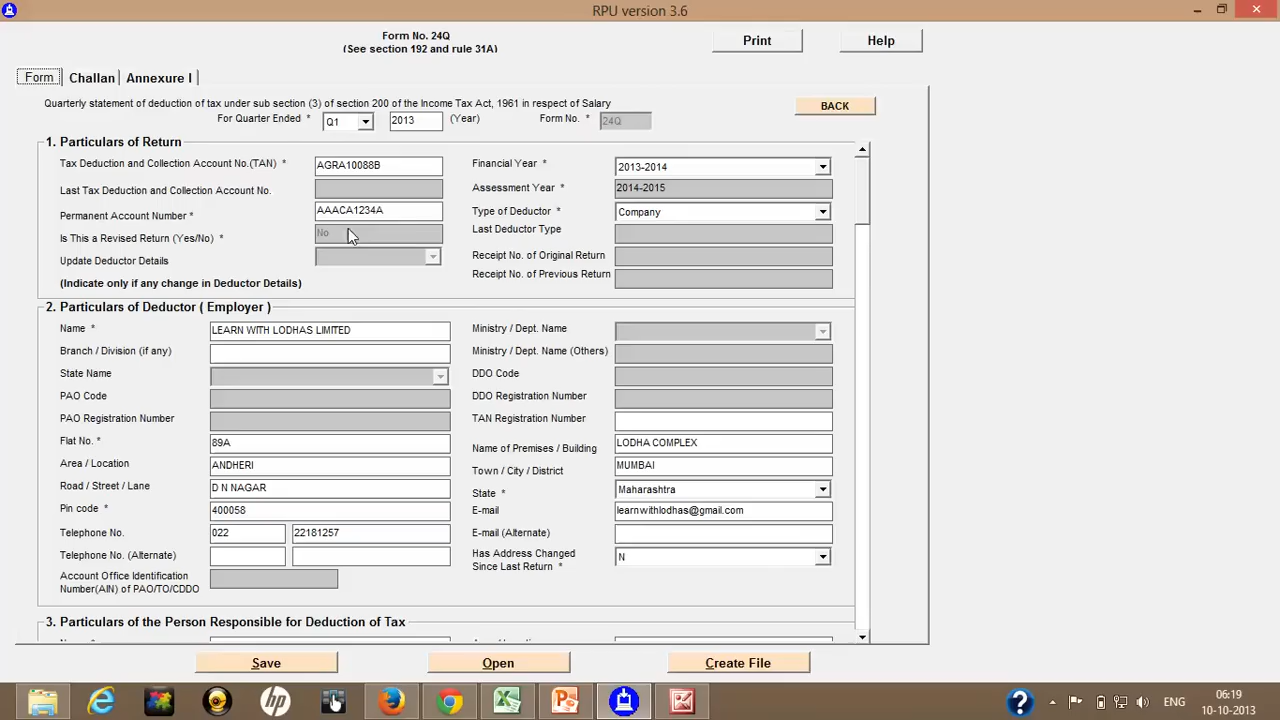 RPU version 3.6
Form No. 24Q
(See section 192 and rule 31A)
Print
Help
Form
Challan
Annexure I
Quarterly statement of deduction of tax under sub section (3) of section 200 of the Income Tax Act, 1961 in respect of Salary
BACK
For Quarter Ended * Q1 2013 (Year) Form No. * 24Q
1. Particulars of Return
Tax Deduction and Collection Account No.(TAN) * AGRA10088B
Financial Year * 2013-2014
Last Tax Deduction and Collection Account No.
Assessment Year * 2014-2015
Permanent Account Number * AAACA1234A
Type of Deductor * Company
Is This a Revised Return (Yes/No) * No
Last Deductor Type
Update Deductor Details
Receipt No. of Original Return
(Indicate only if any change in Deductor Details)
Receipt No. of Previous Return
2. Particulars of Deductor ( Employer )
Name * LEARN WITH LODHAS LIMITED
Ministry / Dept. Name
Branch / Division (if any)
Ministry / Dept. Name (Others)
State Name
DDO Code
PAO Code
DDO Registration Number
PAO Registration Number
TAN Registration Number
Flat No. * 89A
Name of Premises / Building LODHA COMPLEX
Area / Location ANDHERI
Town / City / District MUMBAI
Road / Street / Lane D N NAGAR
State * Maharashtra
Pin code * 400058
E-mail learnwithlodhas@gmail.com
Telephone No. 022 22181257
E-mail (Alternate)
Telephone No. (Alternate)
Has Address Changed
Since Last Return * N
Account Office Identification
Number(AIN) of PAO/TO/CDDO
3. Particulars of the Person Responsible for Deduction of Tax
Save
Open
Create File
ENG
06:19
10-10-2013